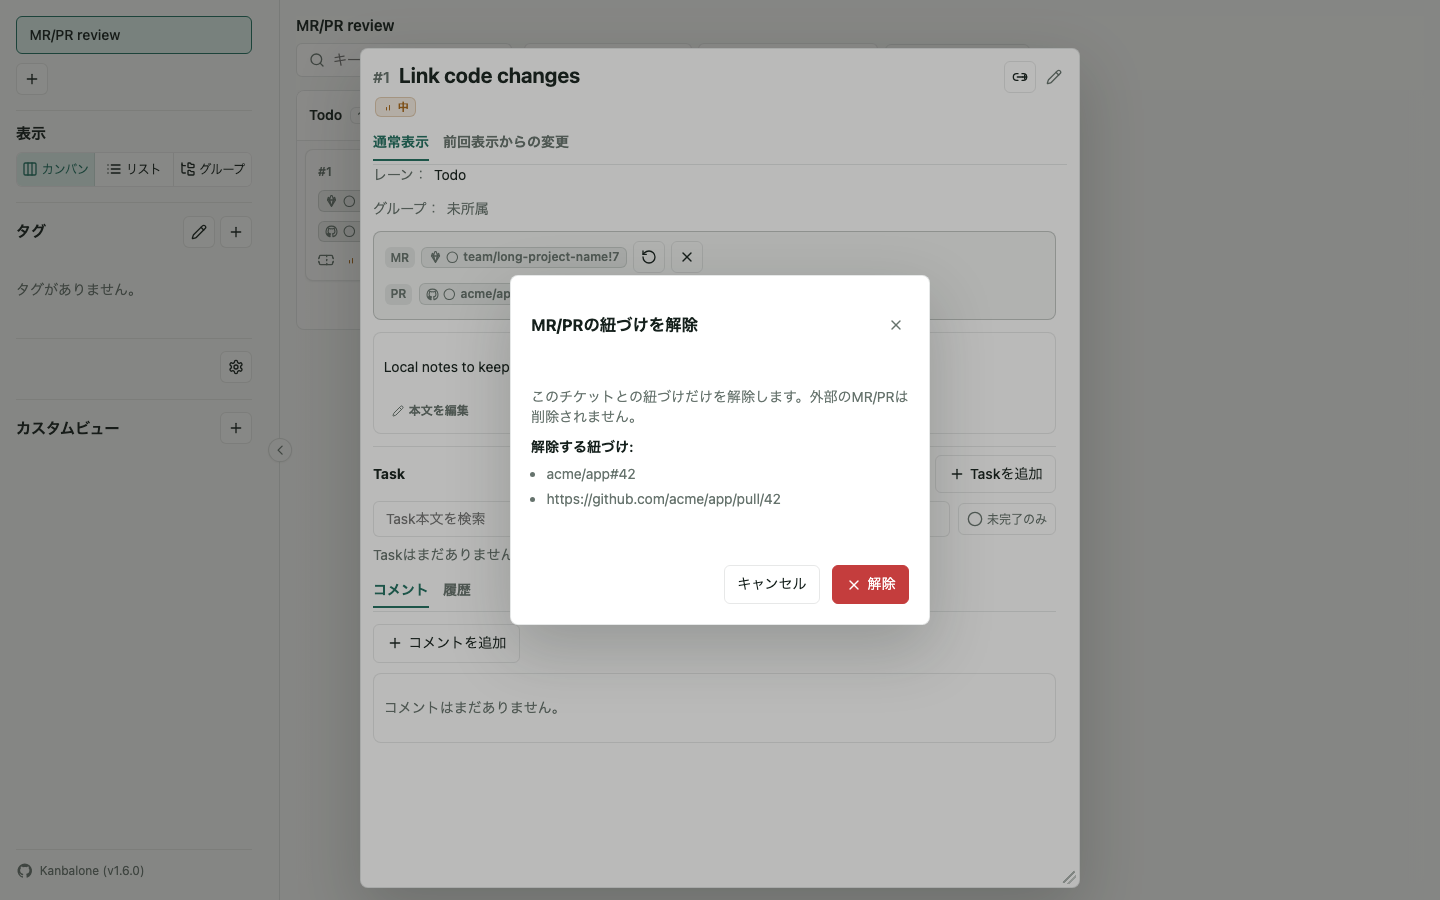 MR/PR review
表示
カンバン
リスト
グループ
タグ
タグがありません。
カスタムビュー
Kanbalone (v1.6.0)
MR/PR review
キー
Todo
#1
#1 Link code changes
中
通常表示 前回表示からの変更
レーン： Todo
グループ： 未所属
MR team/long-project-name!7
PR acme/ap
Local notes to keep
本文を編集
Task
Taskを追加
Task本文を検索
未完了のみ
Taskはまだありません
コメント 履歴
コメントを追加
コメントはまだありません。
MR/PRの紐づけを解除
このチケットとの紐づけだけを解除します。外部のMR/PRは
削除されません。
解除する紐づけ:
acme/app#42
https://github.com/acme/app/pull/42
キャンセル
解除